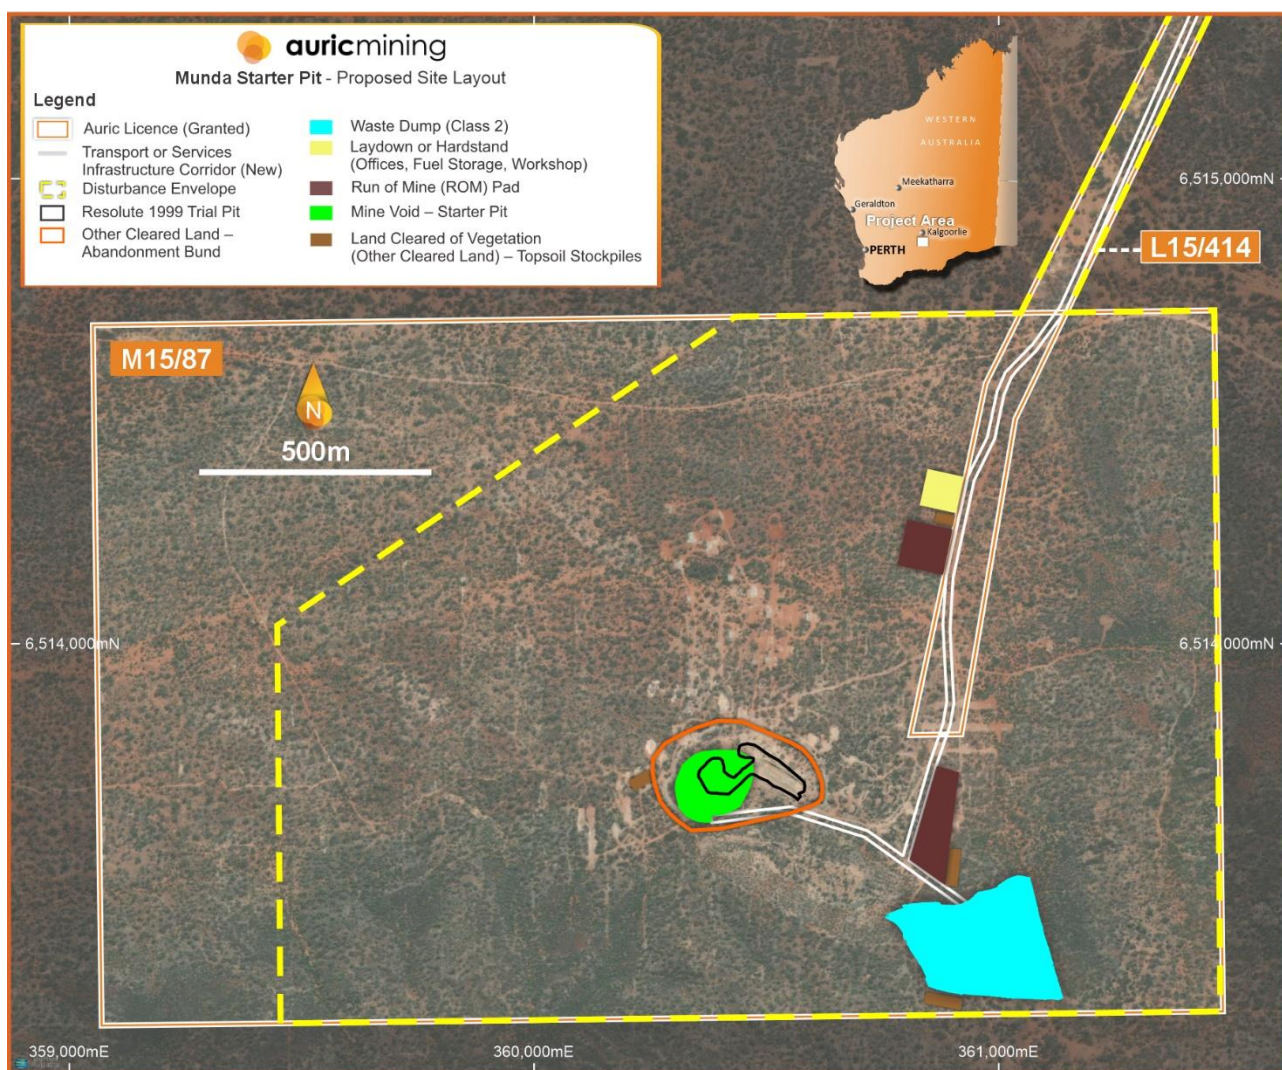 auricmining
Munda Starter Pit - Proposed Site Layout
Legend
Auric Licence (Granted)
Transport or Services
Infrastructure Corridor (New)
Disturbance Envelope
Resolute 1999 Trial Pit
Other Cleared Land –
Abandonment Bund
Waste Dump (Class 2)
Laydown or Hardstand
(Offices, Fuel Storage, Workshop)
Run of Mine (ROM) Pad
Mine Void – Starter Pit
Land Cleared of Vegetation
(Other Cleared Land) – Topsoil Stockpiles
WESTERN
AUSTRALIA
Meekatharra
Geraldton
Project Area
Kalgoorlie
PERTH
6,515,000mN
L15/414
M15/87
N
500m
6,514,000mN
6,514,000mN
359,000mE
360,000mE
361,000mE